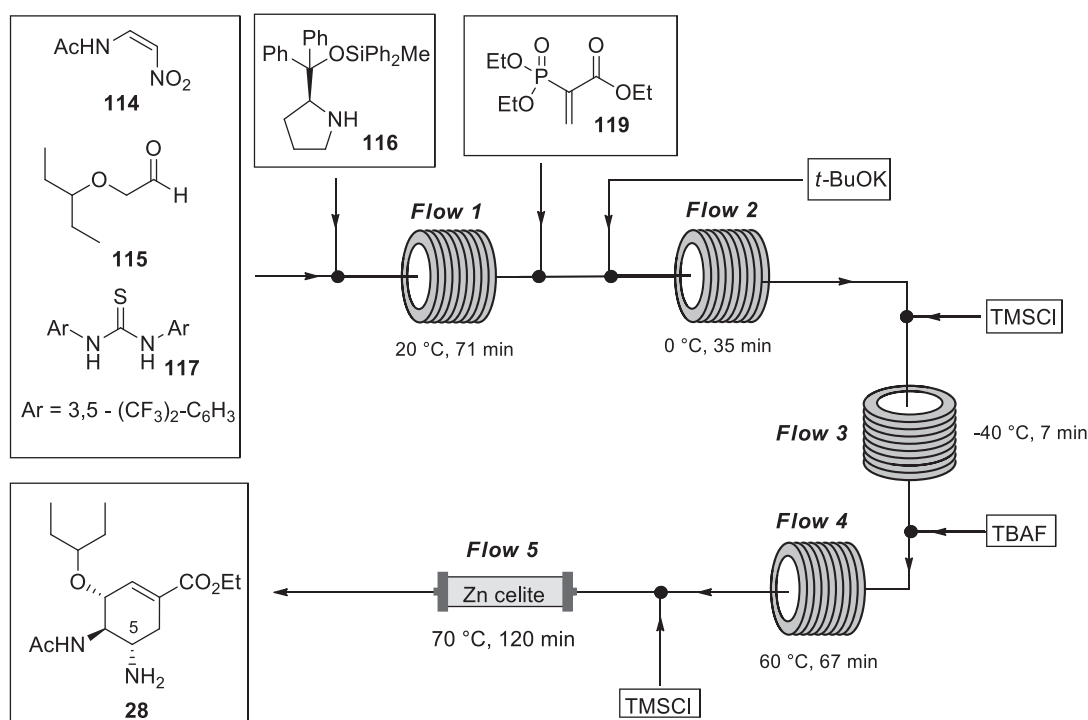 AcHN
NO2
114
O
O
H
115
S
Ar
N
H
N
H
Ar
117
Ar = 3,5 - (CF3)2-C6H3
Ph
Ph
OSiPh2Me
NH
116
O
O
EtO
P
EtO
OEt
119
t-BuOK
Flow 1
20 °C, 71 min
Flow 2
0 °C, 35 min
TMSCl
Flow 3
-40 °C, 7 min
TBAF
Flow 4
60 °C, 67 min
TMSCl
Flow 5
Zn celite
70 °C, 120 min
O
CO2Et
5
AcHN
NH2
28